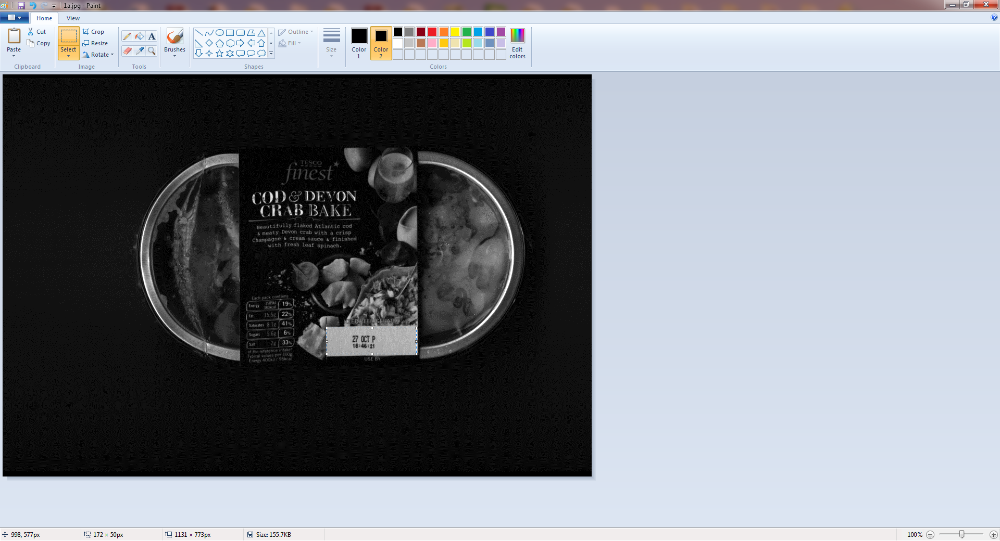 1a.jpg - Paint
Home
View
Paste
Cut
Copy
Clipboard
Select
Crop
Resize
Rotate
Image
Tools
Brushes
Shapes
Outline
Fill
Size
Color
1
Color
2
Edit
colors
Colors
TESCO
finest
COD & DEVON
CRAB BAKE
Beautifully flaked Atlantic cod
& meaty Devon crab with a crisp
Champagne & cream sauce & finished
with fresh leaf spinach.
Each pack contains
Energy 1585kJ 380kcal 19%
Fat 15.5g 22%
Saturates 8.1g 41%
Sugars 5.6g 6%
Salt 2g 33%
of the reference intake*
Typical values per 100g:
Energy 400kJ / 95kcal
REFRIGERATED
27 OCT P
18:46:21
USE BY
998, 577px
172 × 50px
1131 × 773px
Size: 155.7KB
100%